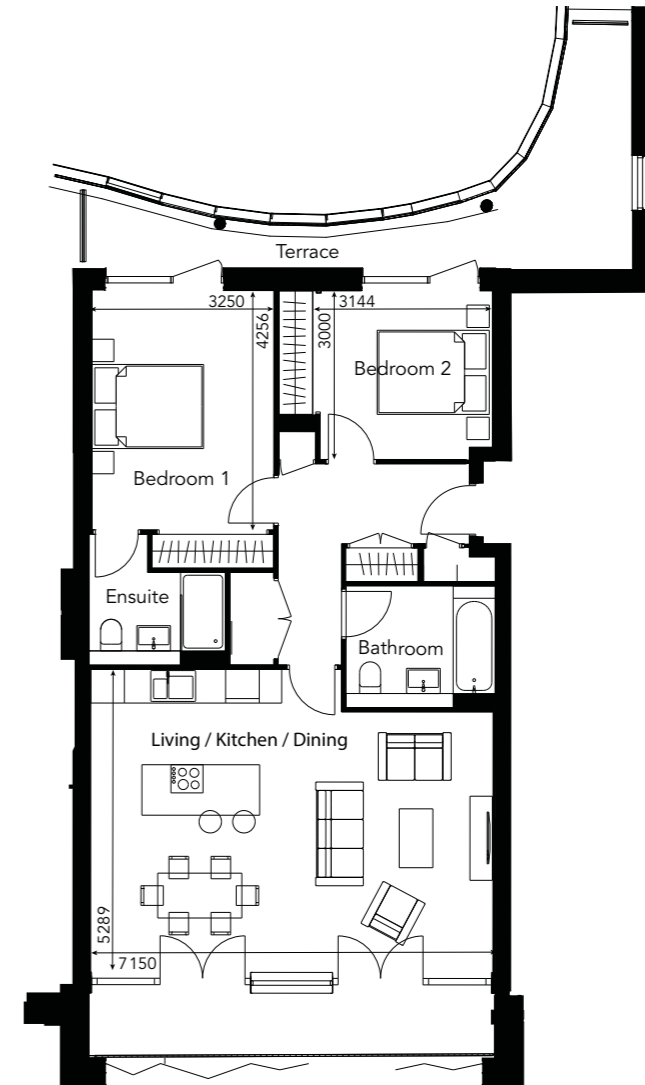 Terrace
3250
4256
3144
3000
Bedroom 2
Bedroom 1
Ensuite
Bathroom
Living / Kitchen / Dining
5289
7150